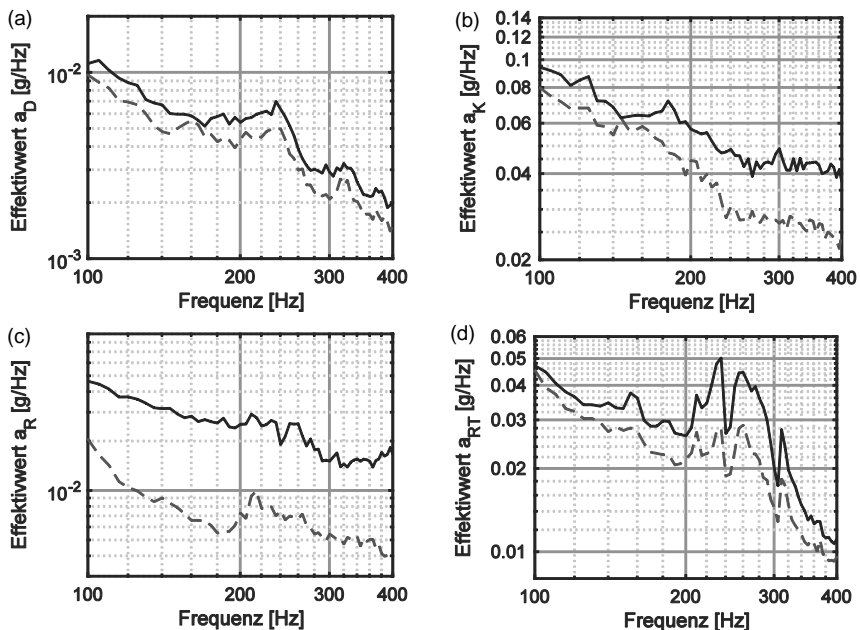 (a)
10⁻²
10⁻³
Effektivwert a_D [g/Hz]
100 200 300 400
Frequenz [Hz]
(b)
0.14
0.12
0.1
0.08
0.06
0.04
0.02
Effektivwert a_K [g/Hz]
100 200 300 400
Frequenz [Hz]
(c)
10⁻²
Effektivwert a_R [g/Hz]
100 200 300 400
Frequenz [Hz]
(d)
0.06
0.05
0.04
0.03
0.02
0.01
Effektivwert a_RT [g/Hz]
100 200 300 400
Frequenz [Hz]